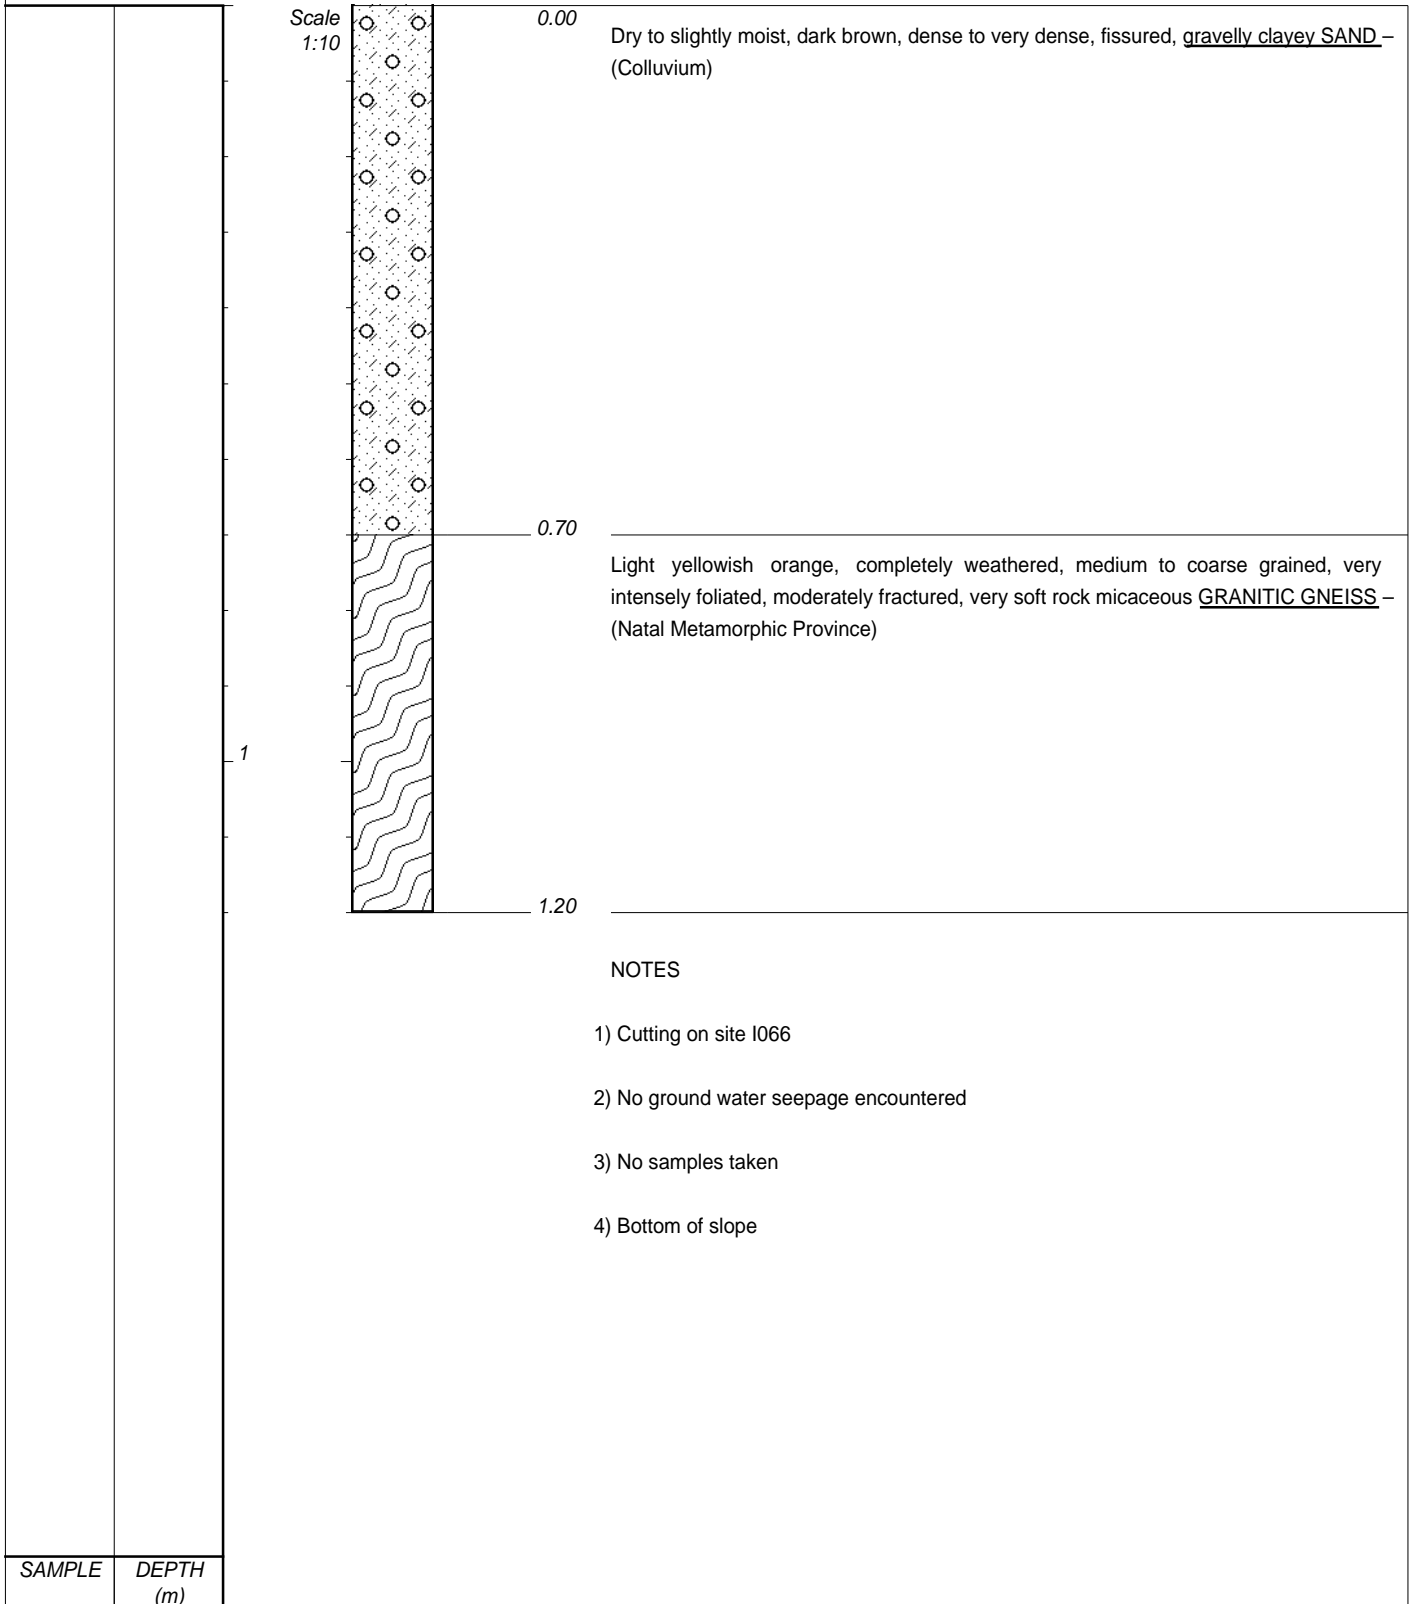 Scale
1:10
0.00
Dry to slightly moist, dark brown, dense to very dense, fissured, gravelly clayey SAND –
(Colluvium)
0.70
Light yellowish orange, completely weathered, medium to coarse grained, very
intensely foliated, moderately fractured, very soft rock micaceous GRANITIC GNEISS –
(Natal Metamorphic Province)
1
1.20
NOTES
1) Cutting on site I066
2) No ground water seepage encountered
3) No samples taken
4) Bottom of slope
SAMPLE
DEPTH
(m)